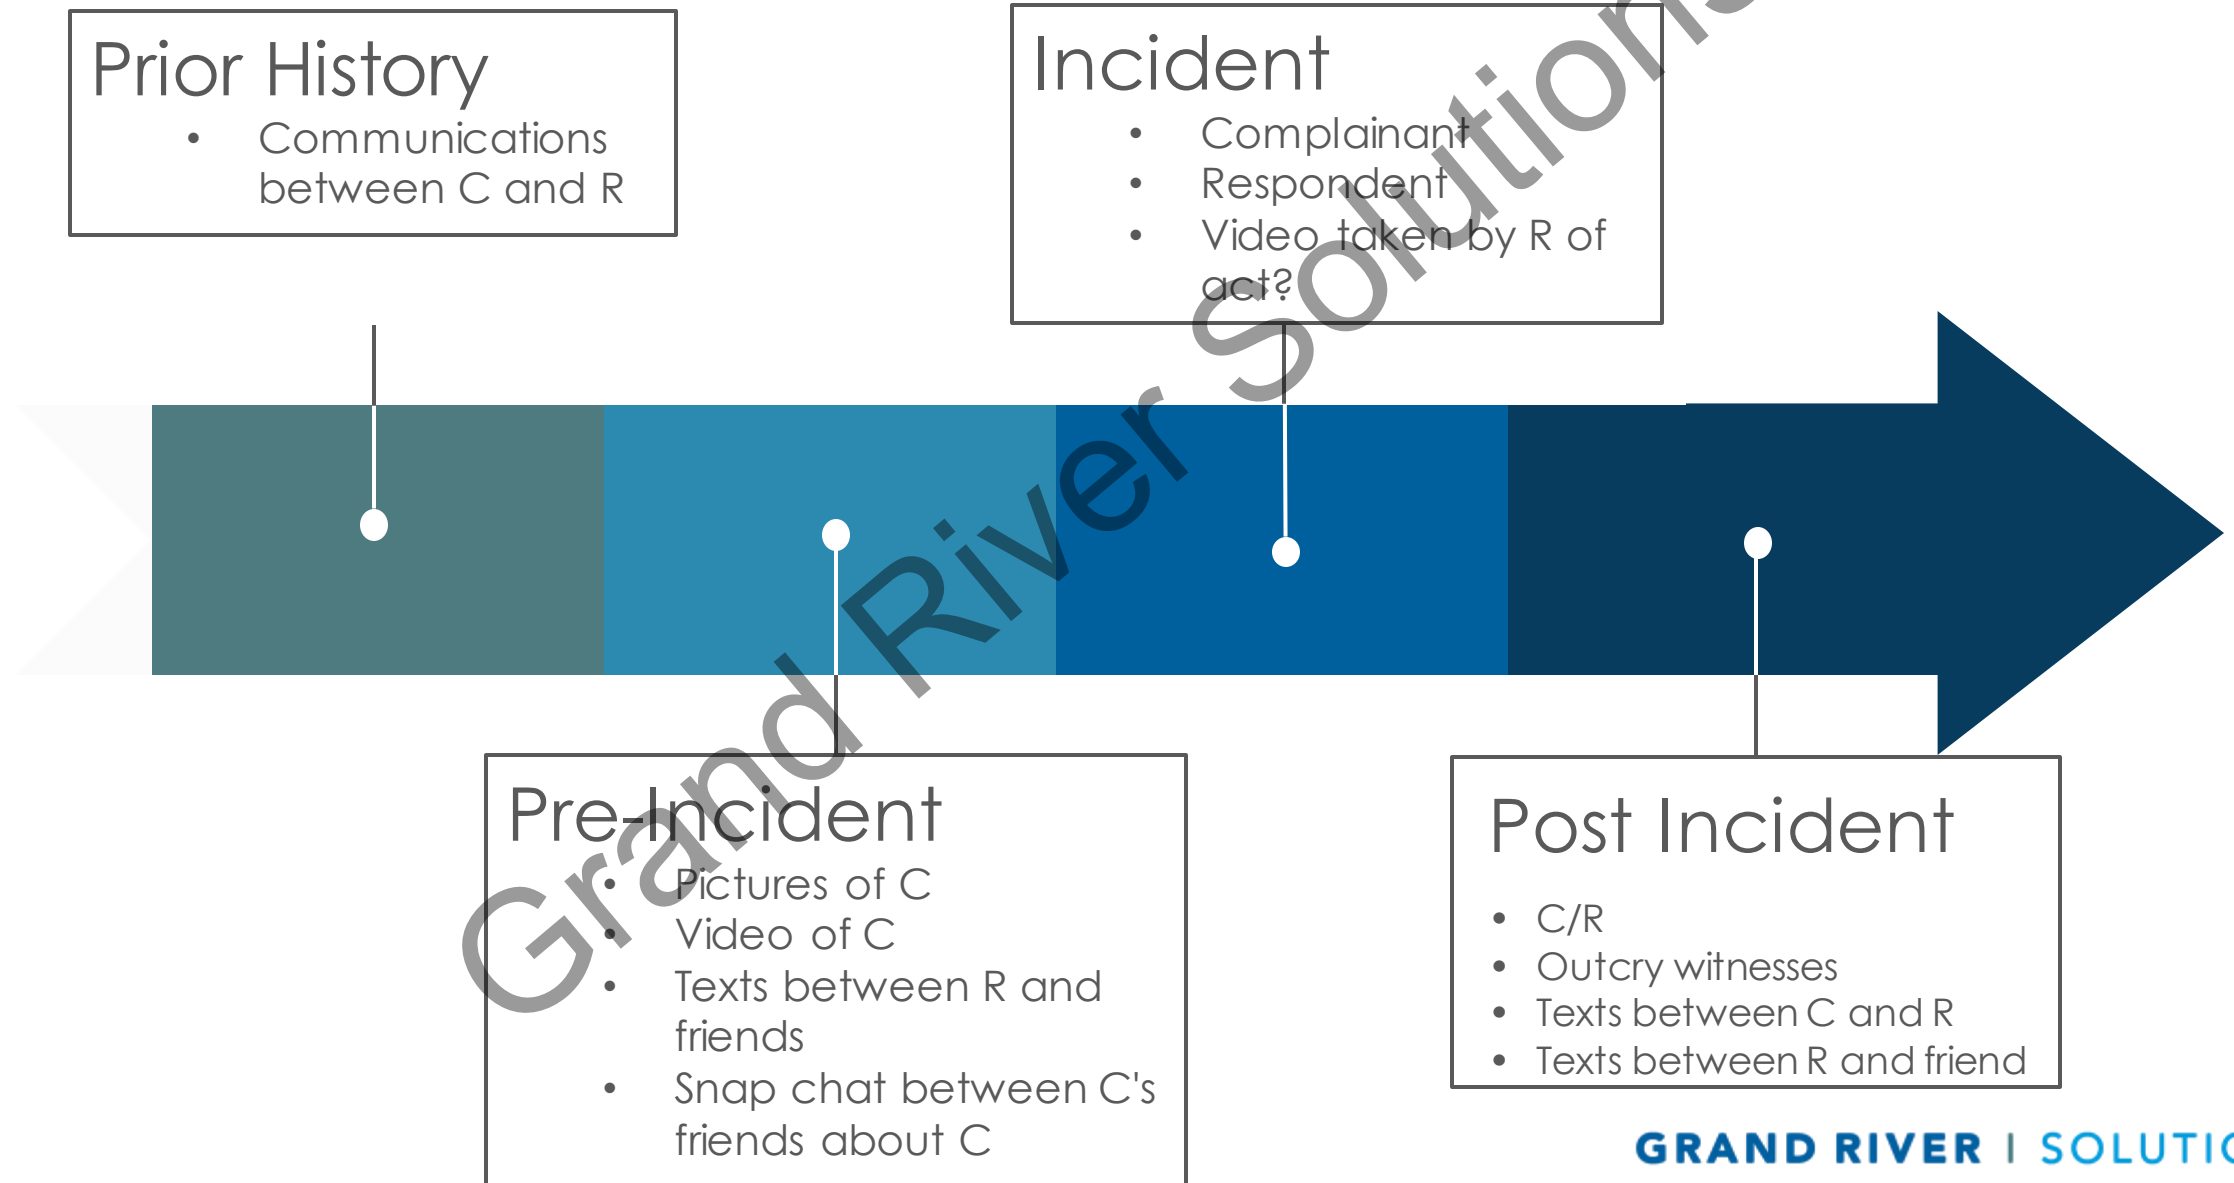 Prior History
• Communications
between C and R
Incident
• Complainant
• Respondent
• Video taken by R of
act?
Pre-Incident
• Pictures of C
• Video of C
• Texts between R and
friends
• Snap chat between C's
friends about C
Post Incident
• C/R
• Outcry witnesses
• Texts between C and R
• Texts between R and friend
Grand River Solutions
GRAND RIVER | SOLUTIO